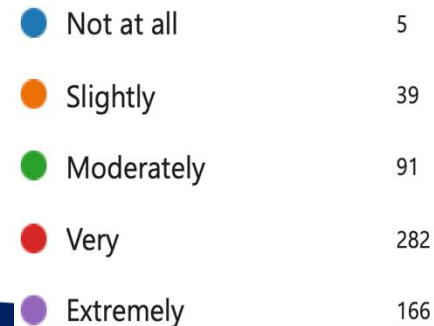 Not at all 5
Slightly 39
Moderately 91
Very 282
Extremely 166